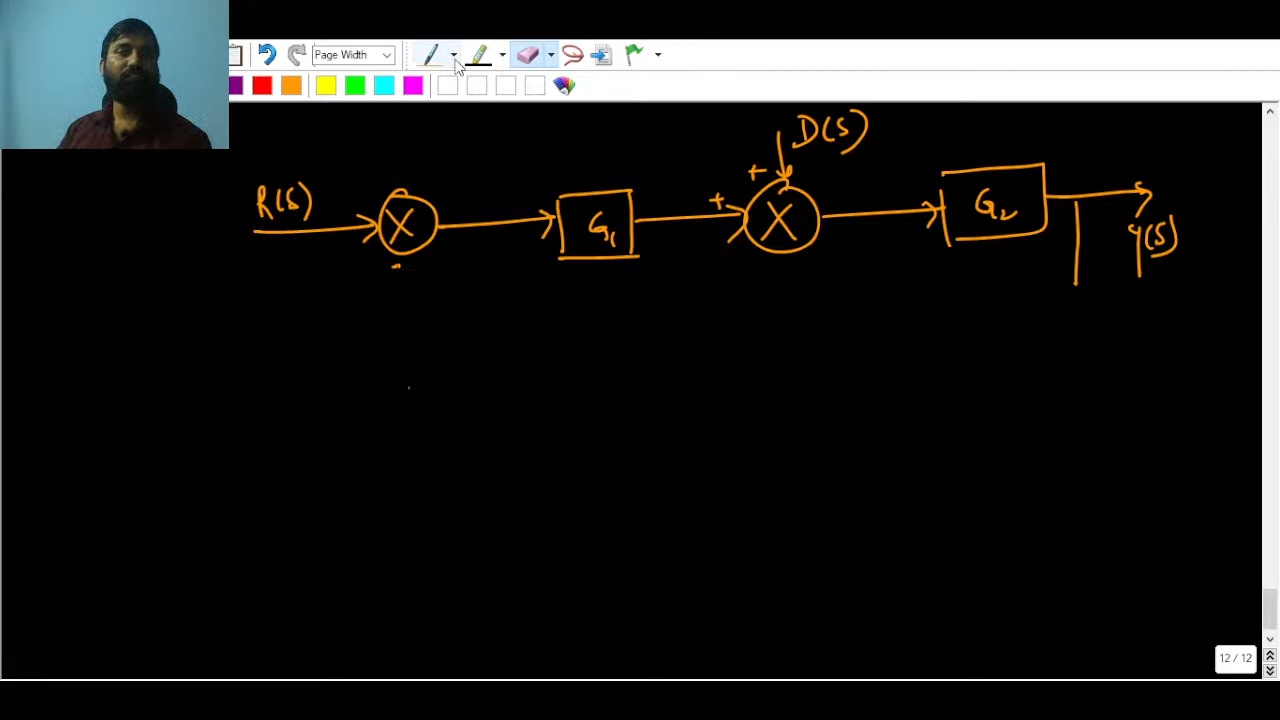 Page Width
D(S)
R(S)
+
+
X
G1
X
G2
Y(S)
-
12 / 12